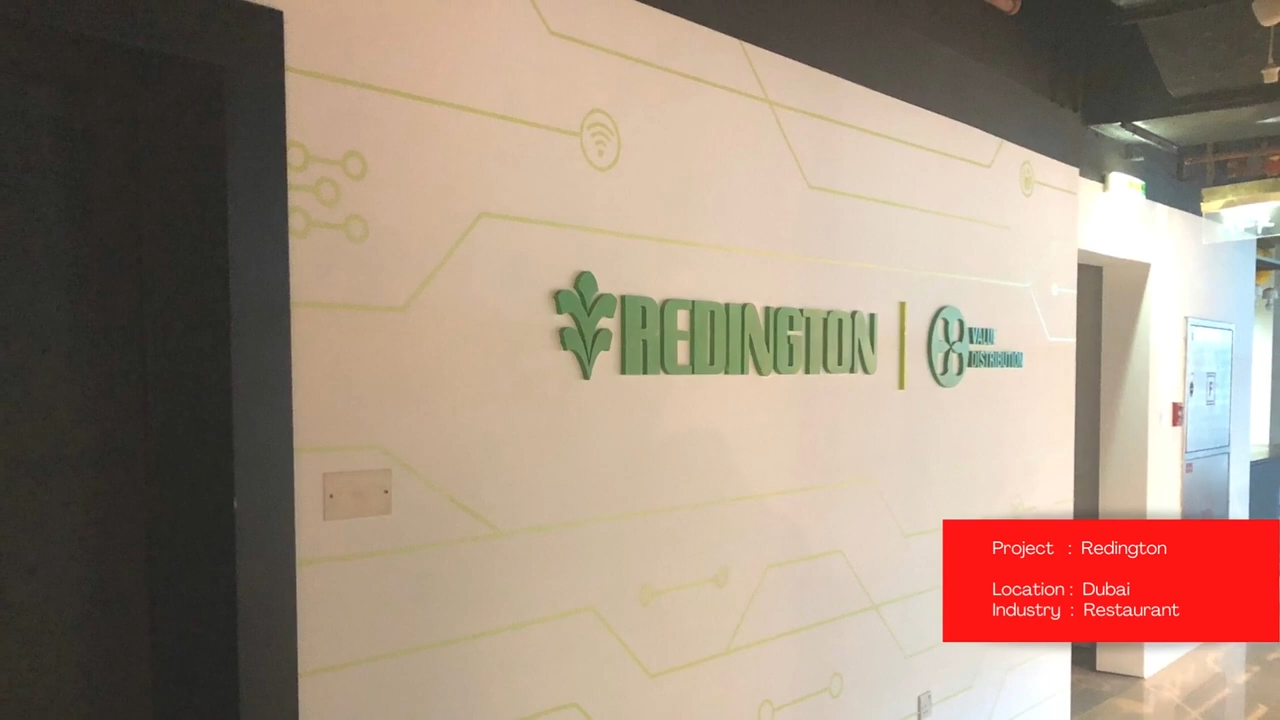 REDINGTON
VALUE
DISTRIBUTION
F
Project : Redington
Location : Dubai
Industry : Restaurant